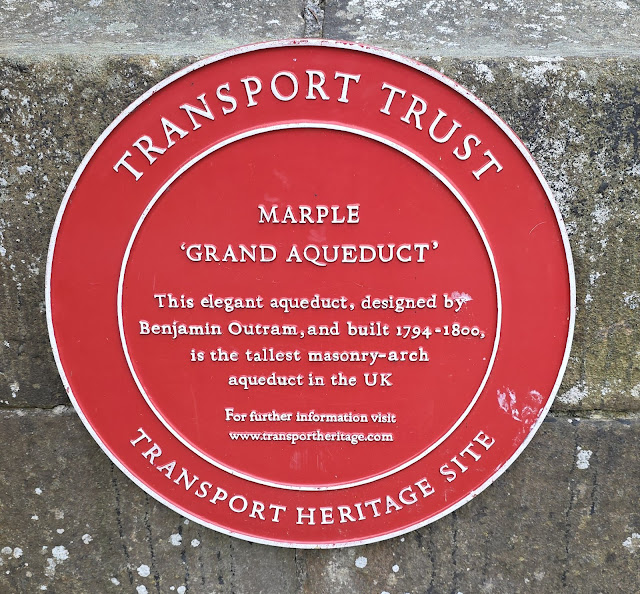 TRANSPORT TRUST
MARPLE
‘GRAND AQUEDUCT’
This elegant aqueduct, designed by
Benjamin Outram, and built 1794-1800,
is the tallest masonry-arch
aqueduct in the UK
For further information visit
www.transportheritage.com
TRANSPORT HERITAGE SITE